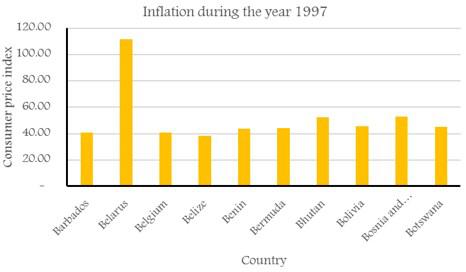 Inflation during the year 1997
Consumer price index
120.00
100.00
80.00
60.00
40.00
20.00
-
Barbados
Belarus
Belgium
Belize
Benin
Bermuda
Bhutan
Bolivia
Bosnia and...
Botswana
Country